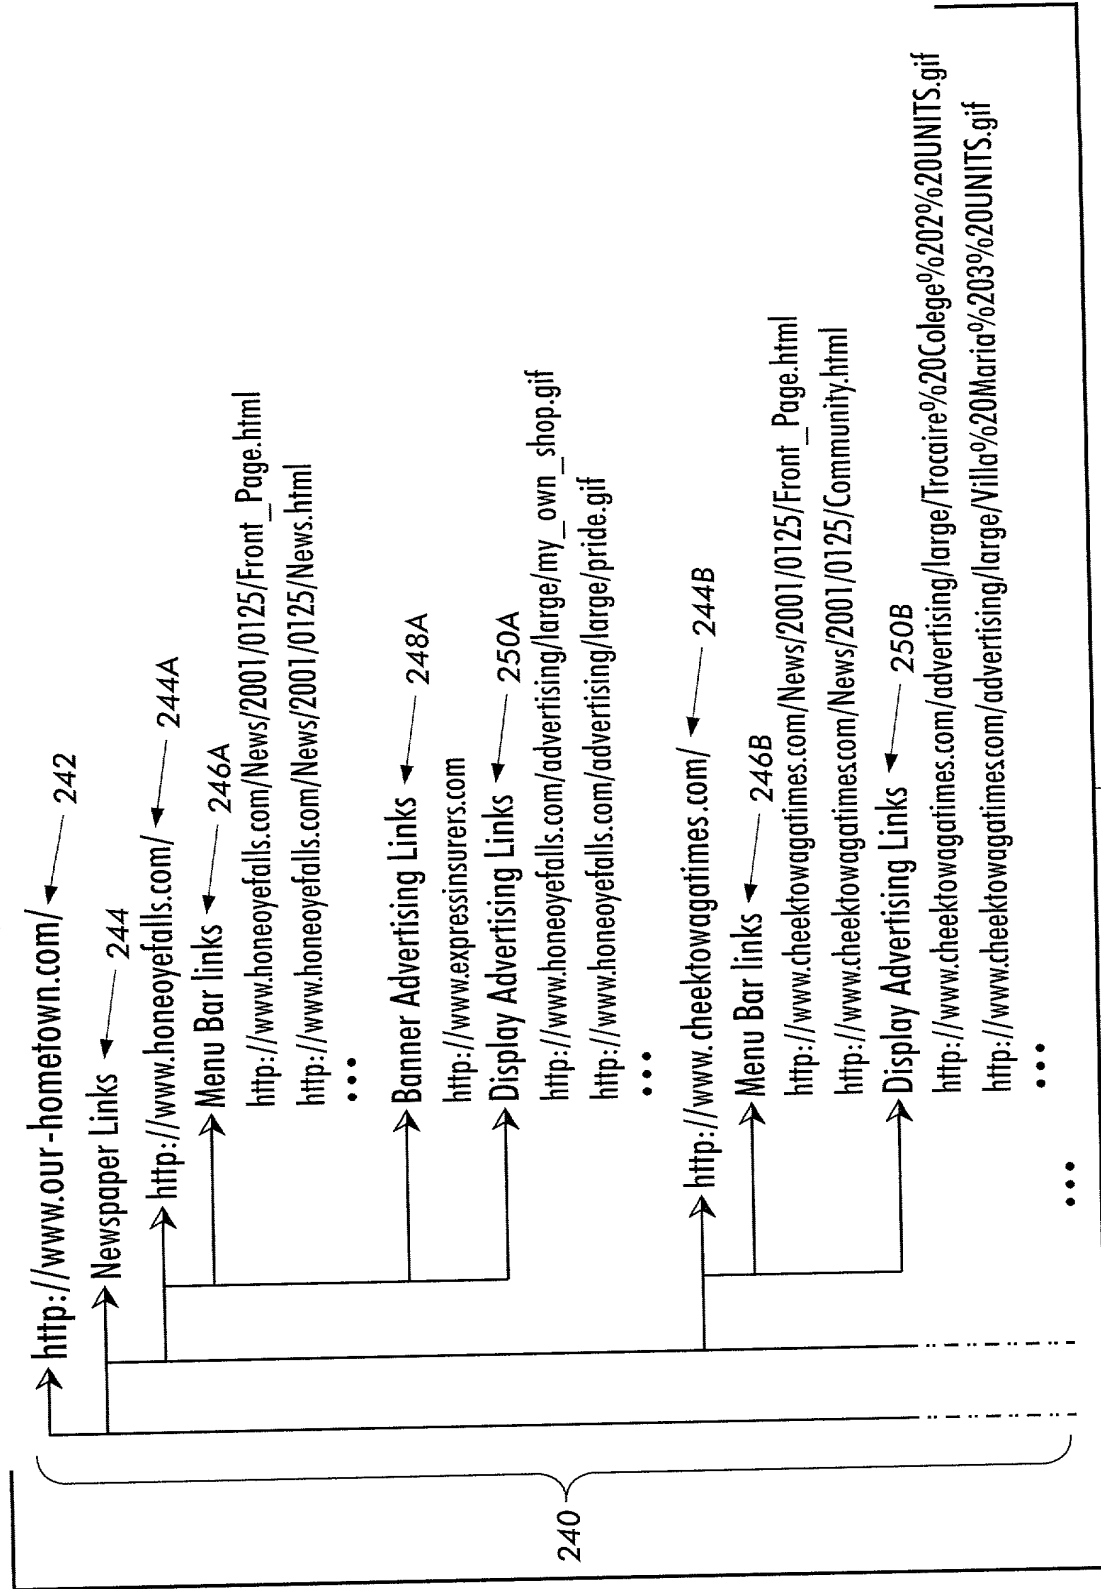 http://www.our-hometown.com/ 242
Newspaper Links 244
http://www.honeoyefalls.com/ 244A
Menu Bar links 246A
http://www.honeoyefalls.com/News/2001/0125/Front_Page.html
http://www.honeoyefalls.com/News/2001/0125/News.html
...
Banner Advertising Links 248A
http://www.expressinsurers.com
Display Advertising Links 250A
http://www.honeoyefalls.com/advertising/large/my_own_shop.gif
http://www.honeoyefalls.com/advertising/large/pride.gif
...
http://www.cheektowagatimes.com/ 244B
Menu Bar links 246B
http://www.cheektowagatimes.com/News/2001/0125/Front_Page.html
http://www.cheektowagatimes.com/News/2001/0125/Community.html
Display Advertising Links 250B
http://www.cheektowagatimes.com/advertising/large/Trocaire%20Colege%202%20UNITS.gif
http://www.cheektowagatimes.com/advertising/large/Villa%20Maria%203%20UNITS.gif
...
...
240